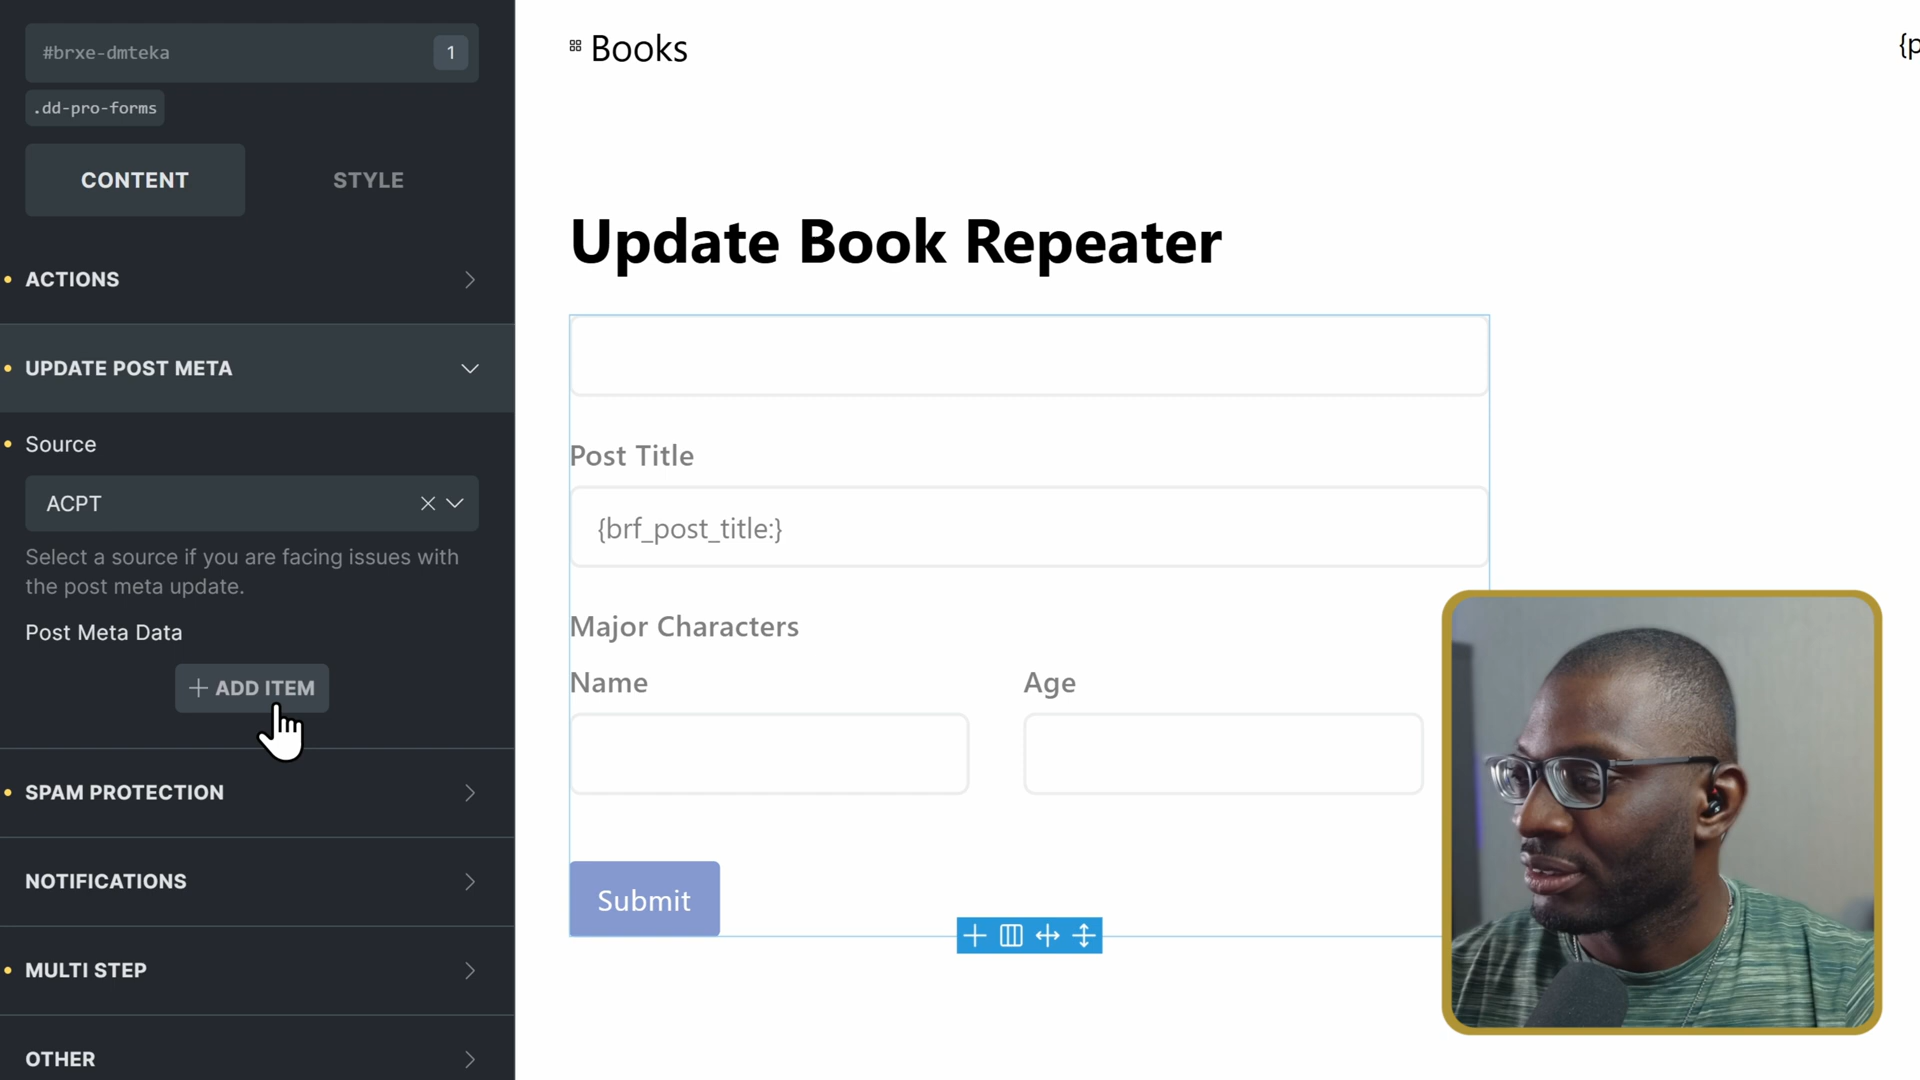 #brxe-dmteka
1
.dd-pro-forms
CONTENT
STYLE
ACTIONS
UPDATE POST META
Source
ACPT
Select a source if you are facing issues with
the post meta update.
Post Meta Data
ADD ITEM
SPAM PROTECTION
NOTIFICATIONS
MULTI STEP
OTHER
Books
{p
Update Book Repeater
Post Title
{brf_post_title:}
Major Characters
Name
Age
Submit